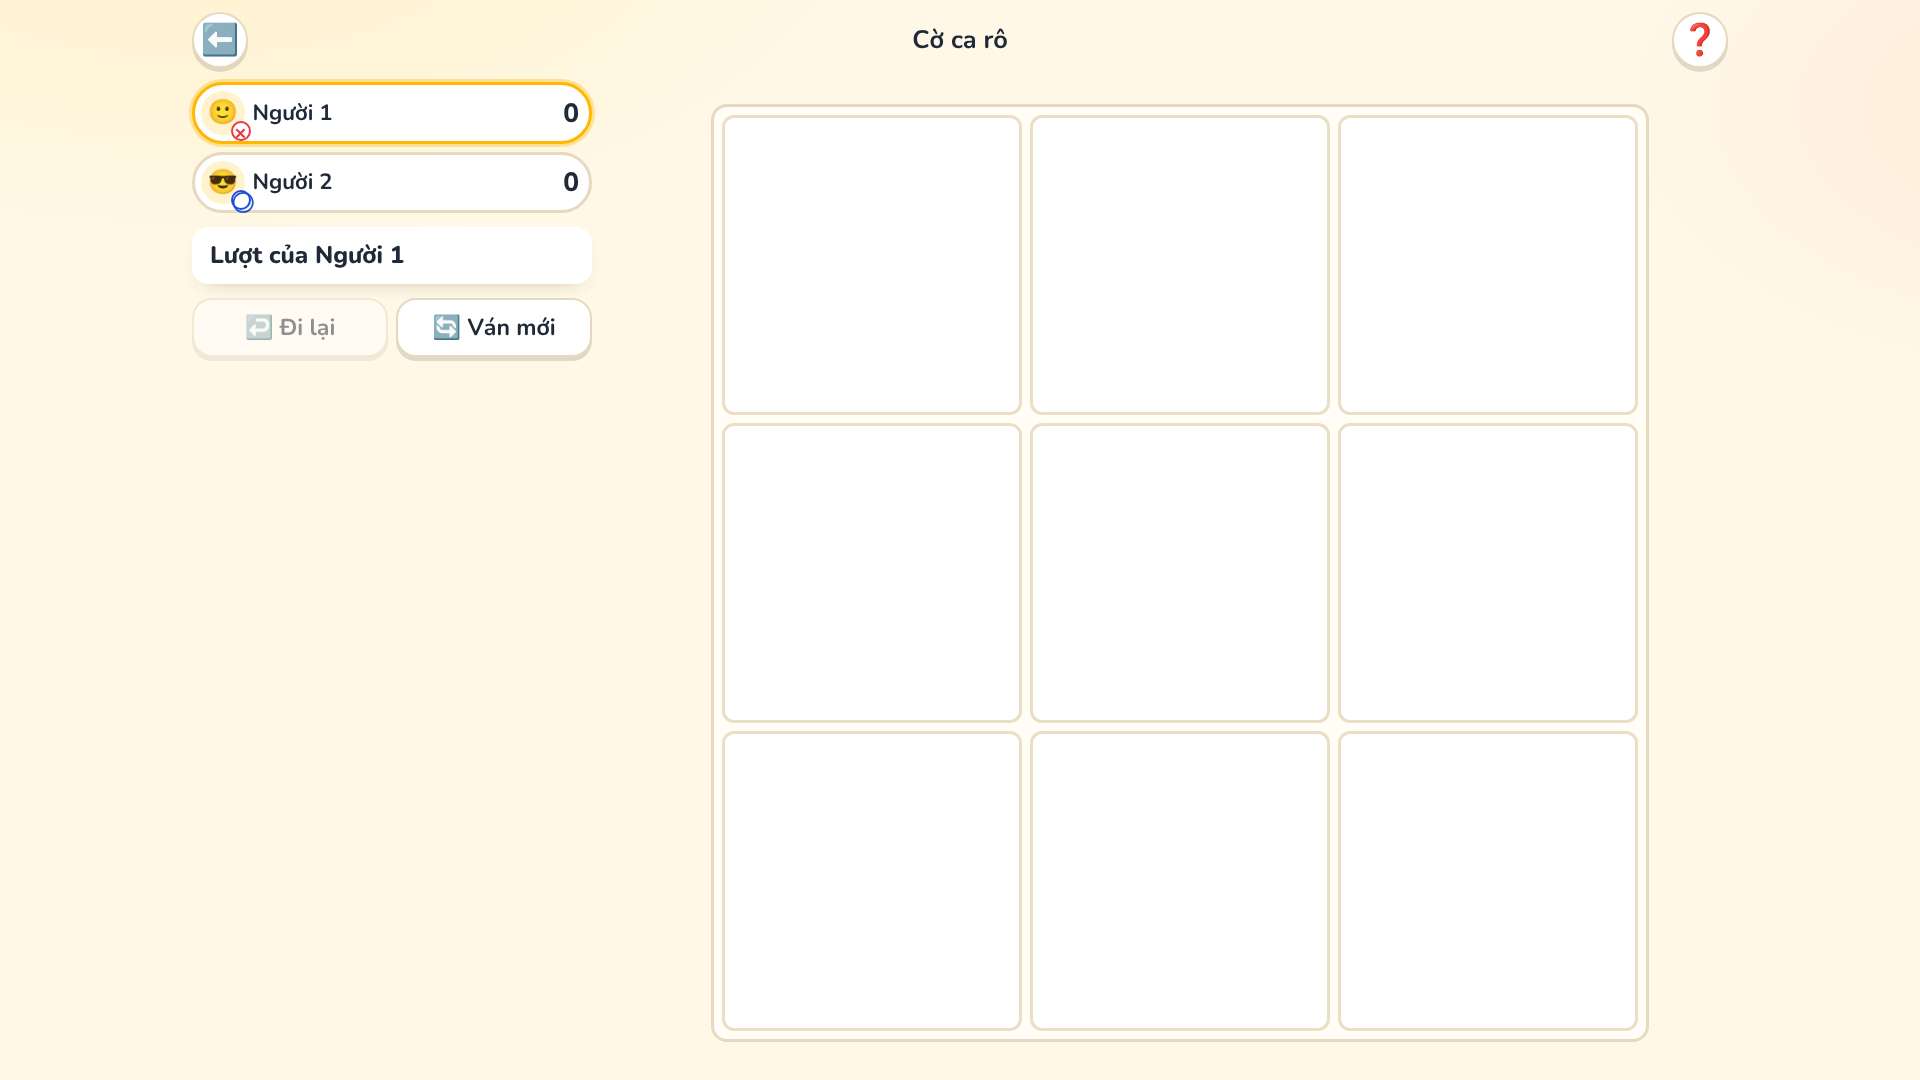 Cờ ca rô
Người 1
0
Người 2
0
Lượt của Người 1
Đi lại
Ván mới